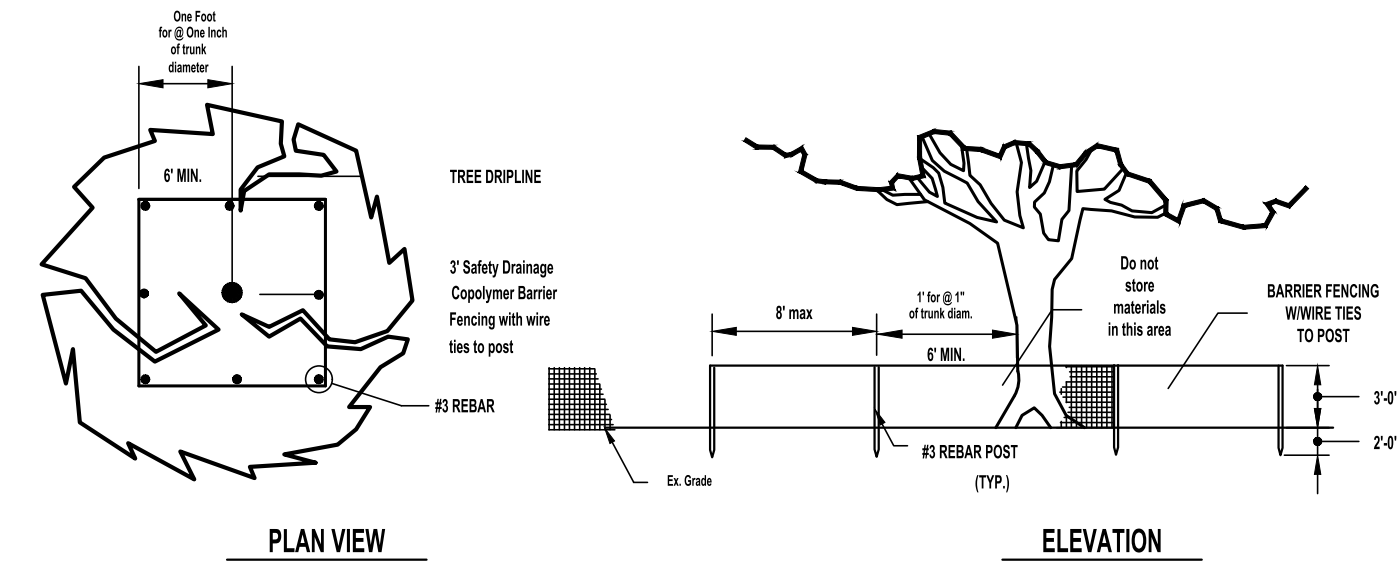 One Foot
for @ One Inch
of trunk
diameter
6' MIN.
TREE DRIPLINE
3' Safety Drainage
Copolymer Barrier
Fencing with wire
ties to post
#3 REBAR
PLAN VIEW
8' max
1' for @ 1"
of trunk diam.
6' MIN.
Do not
store
materials
in this area
BARRIER FENCING
W/WIRE TIES
TO POST
3'-0'
2'-0'
#3 REBAR POST
(TYP.)
Ex. Grade
ELEVATION